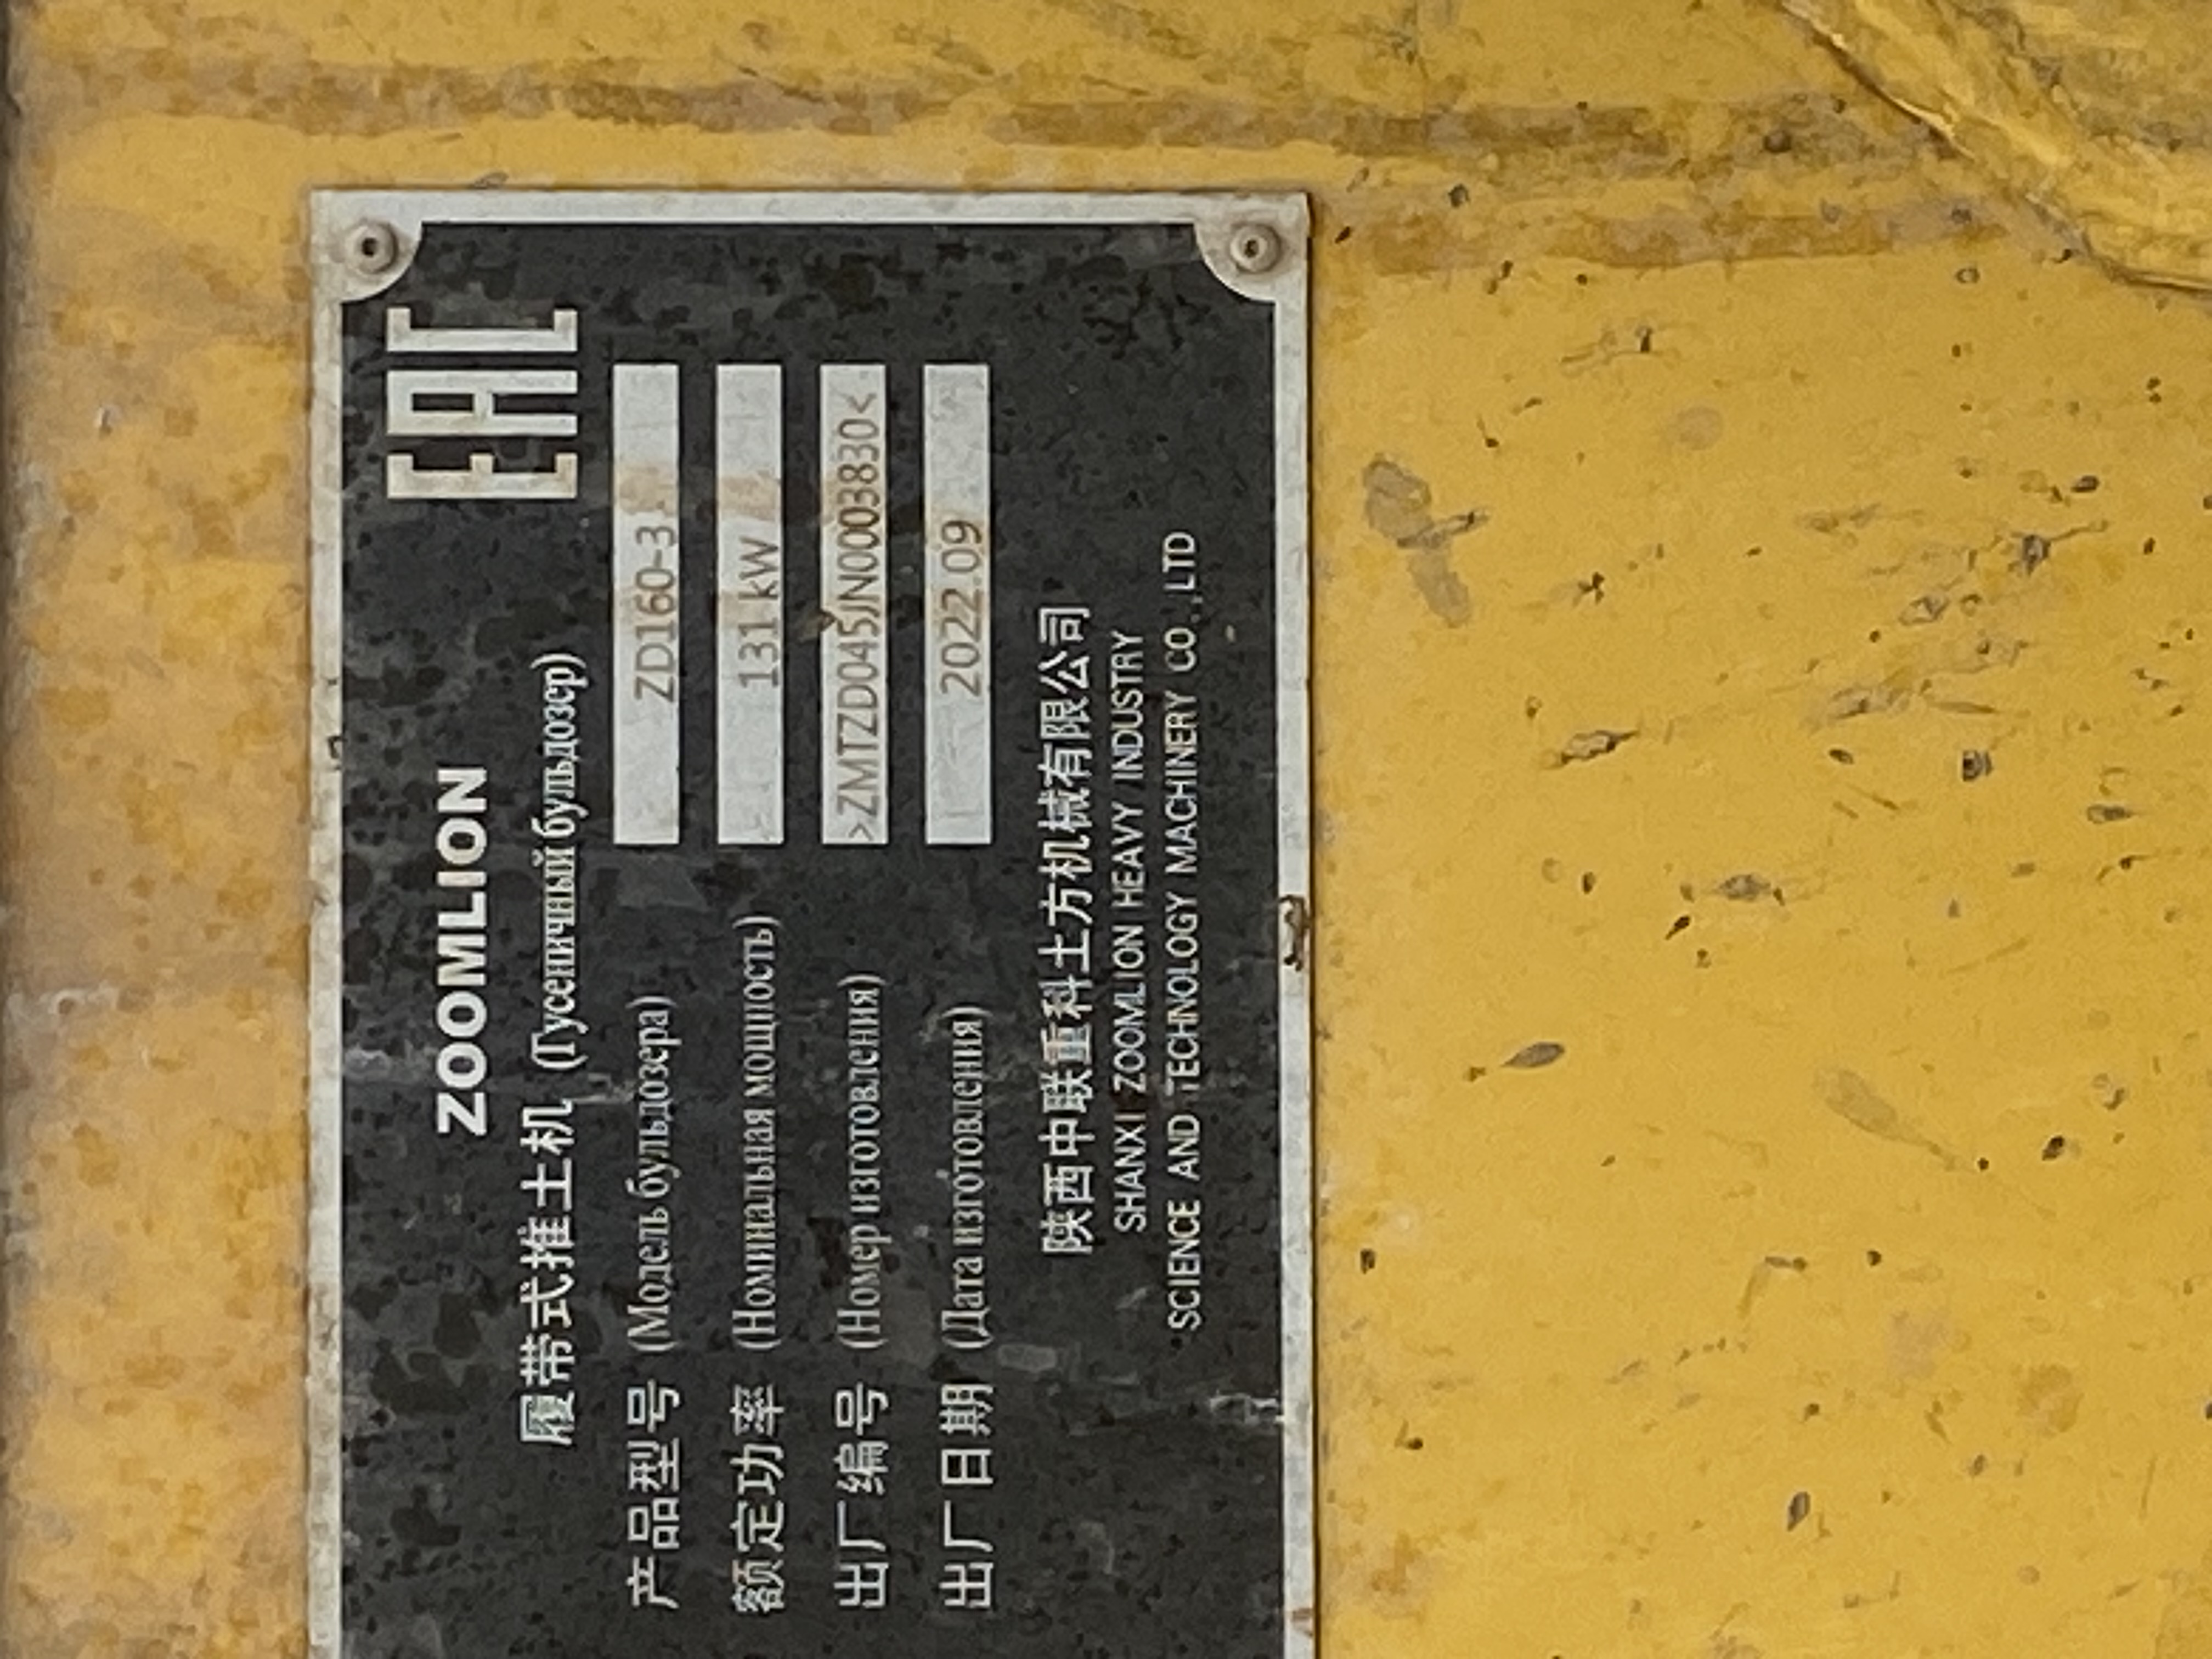 ZOOMLION
EAC
履带式推土机 (Гусеничный бульдозер)
产品型号 (Модель бульдозера) ZD160-3
额定功率 (Номинальная мощность) 131 kW
出厂编号 (Номер изготовления) >ZMTZD045JN0003830<
出厂日期 (Дата изготовления) 2022.09
陕西中联重科土方机械有限公司
SHANXI ZOOMLION HEAVY INDUSTRY
SCIENCE AND TECHNOLOGY MACHINERY CO.,LTD